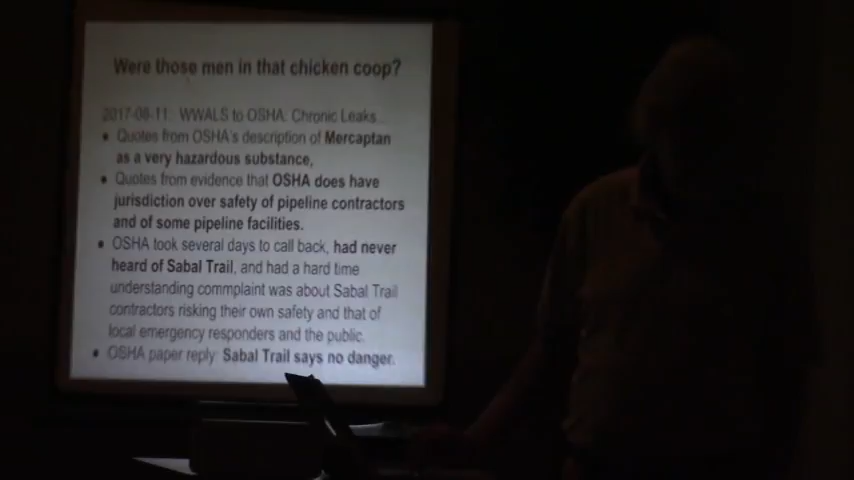 Were those men in that chicken coop?
2017-08-11: WWALS to OSHA: Chronic Leaks
• Quotes from OSHA's description of Mercaptan
as a very hazardous substance,
• Quotes from evidence that OSHA does have
jurisdiction over safety of pipeline contractors
and of some pipeline facilities.
• OSHA took several days to call back, had never
heard of Sabal Trail, and had a hard time
understanding commplaint was about Sabal Trail
contractors risking their own safety and that of
local emergency responders and the public.
• OSHA paper reply: Sabal Trail says no danger.